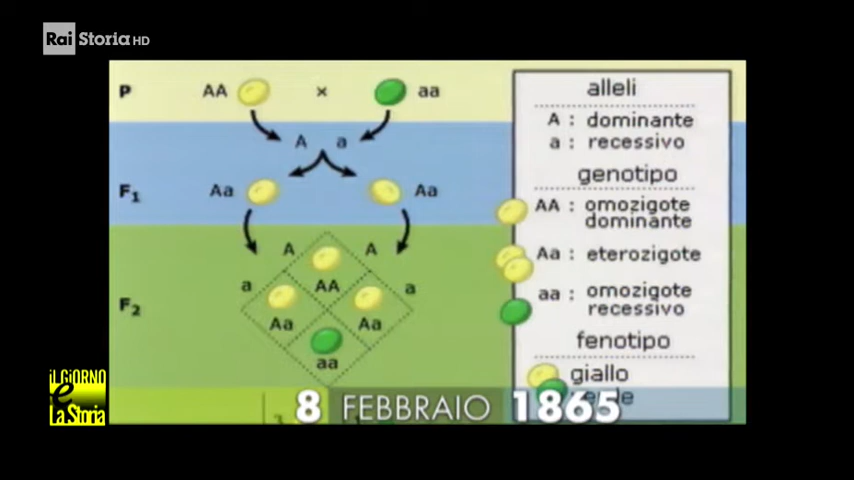 Rai Storia HD
P AA × aa
A a
F1 Aa Aa
A A
a AA a
F2
Aa Aa
aa
alleli
A : dominante
a : recessivo
genotipo
AA : omozigote
dominante
Aa : eterozigote
aa : omozigote
recessivo
fenotipo
giallo
IL GIORNO
e
La Storia
8 FEBBRAIO 1865